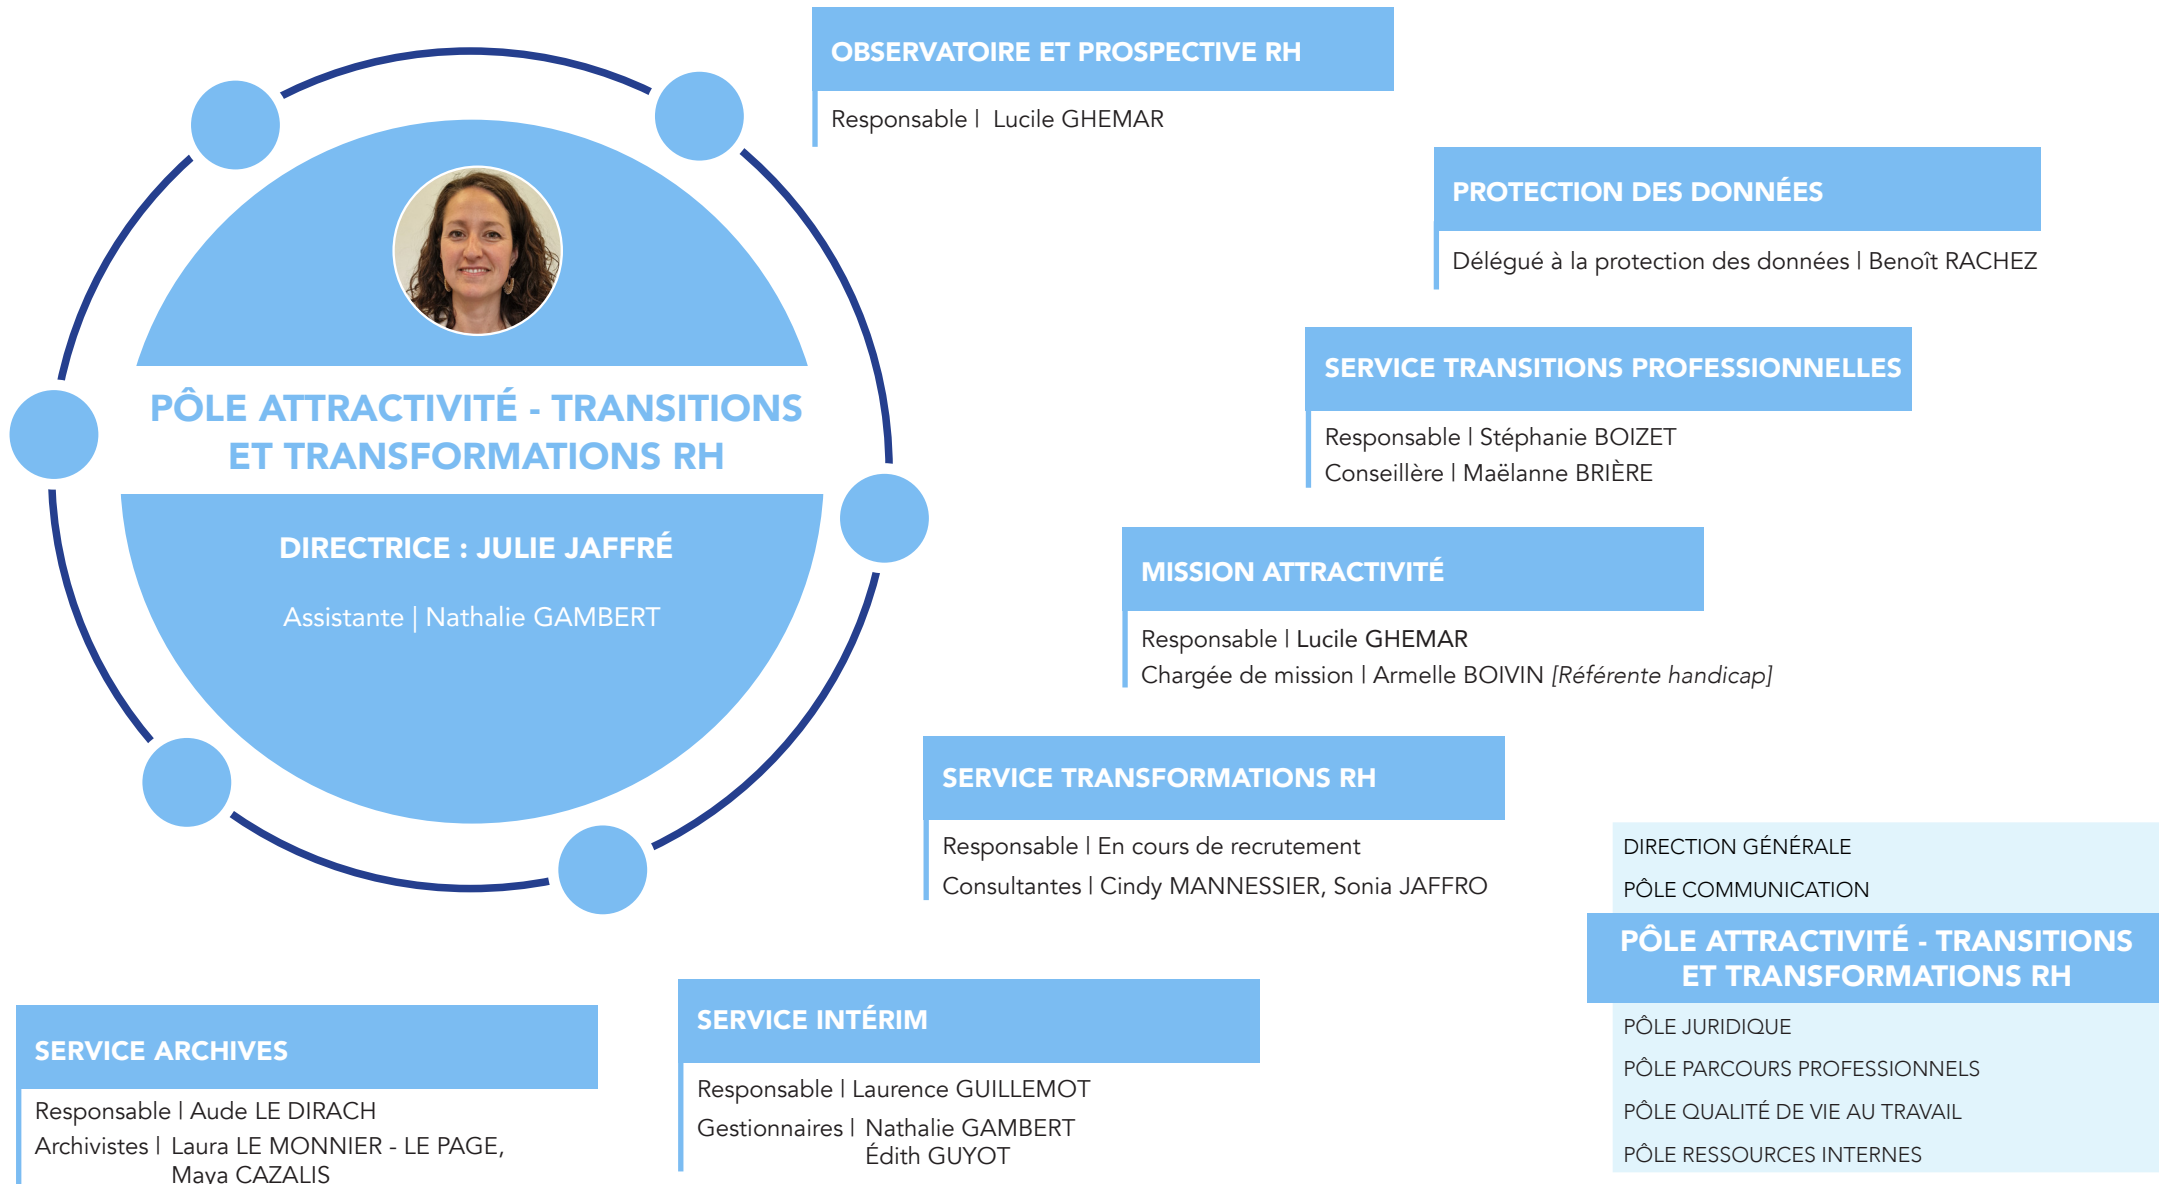 PÔLE ATTRACTIVITÉ - TRANSITIONS
ET TRANSFORMATIONS RH
DIRECTRICE : JULIE JAFFRÉ
Assistante | Nathalie GAMBERT
OBSERVATOIRE ET PROSPECTIVE RH
Responsable | Lucile GHEMAR
PROTECTION DES DONNÉES
Délégué à la protection des données | Benoît RACHEZ
SERVICE TRANSITIONS PROFESSIONNELLES
Responsable | Stéphanie BOIZET
Conseillère | Maëlanne BRIÈRE
MISSION ATTRACTIVITÉ
Responsable | Lucile GHEMAR
Chargée de mission | Armelle BOIVIN [Référente handicap]
SERVICE TRANSFORMATIONS RH
Responsable | En cours de recrutement
Consultantes | Cindy MANNESSIER, Sonia JAFFRO
SERVICE INTÉRIM
Responsable | Laurence GUILLEMOT
Gestionnaires | Nathalie GAMBERT
Édith GUYOT
SERVICE ARCHIVES
Responsable | Aude LE DIRACH
Archivistes | Laura LE MONNIER - LE PAGE,
Maya CAZALIS
DIRECTION GÉNÉRALE
PÔLE COMMUNICATION
PÔLE ATTRACTIVITÉ - TRANSITIONS
ET TRANSFORMATIONS RH
PÔLE JURIDIQUE
PÔLE PARCOURS PROFESSIONNELS
PÔLE QUALITÉ DE VIE AU TRAVAIL
PÔLE RESSOURCES INTERNES